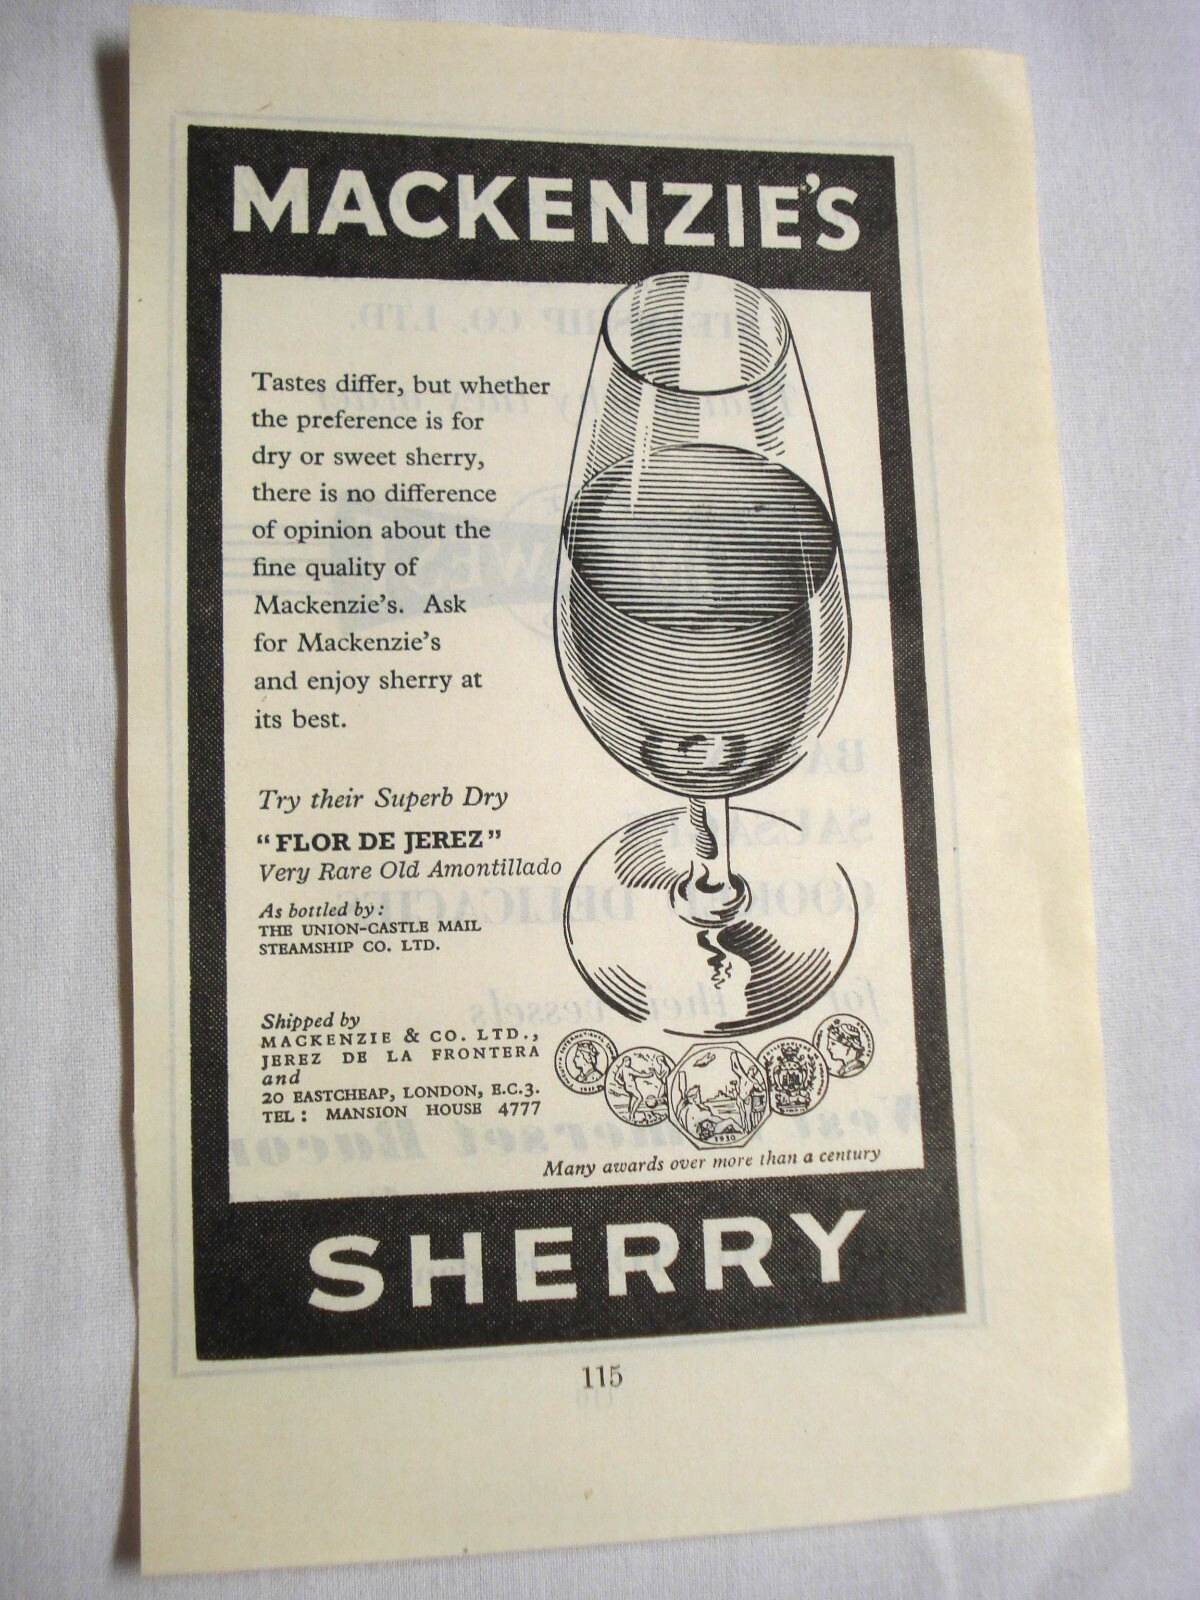 MACKENZIE'S
Tastes differ, but whether
the preference is for
dry or sweet sherry,
there is no difference
of opinion about the
fine quality of
Mackenzie's. Ask
for Mackenzie's
and enjoy sherry at
its best.
Try their Superb Dry
"FLOR DE JEREZ"
Very Rare Old Amontillado
As bottled by:
THE UNION-CASTLE MAIL
STEAMSHIP CO. LTD.
Shipped by
MACKENZIE & CO. LTD.,
JEREZ DE LA FRONTERA
and
20 EASTCHEAP, LONDON, E.C.3.
TEL: MANSION HOUSE 4777
1930
Many awards over more than a century
SHERRY
115